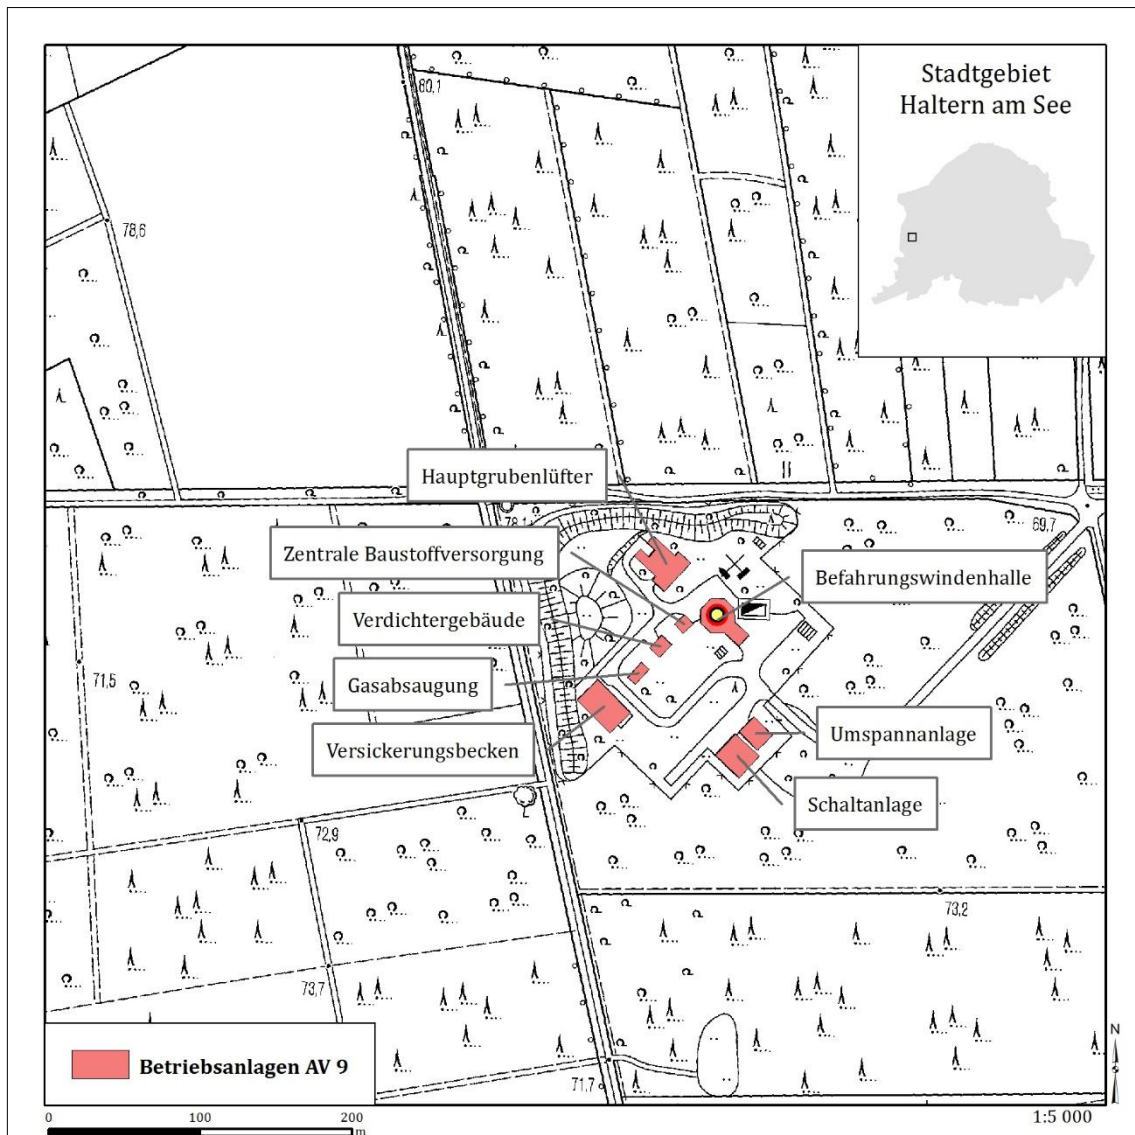 Stadtgebiet
Haltern am See
80,1
78,6
Hauptgrubenlüfter
78,1
69,7
Zentrale Baustoffversorgung
Befahrungswindenhalle
Verdichtergebäude
71,5
Gasabsaugung
Umspannanlage
Versickerungsbecken
Schaltanlage
72,9
73,2
73,7
N
Betriebsanlagen AV 9
71,7
0 100 200
m
1:5 000